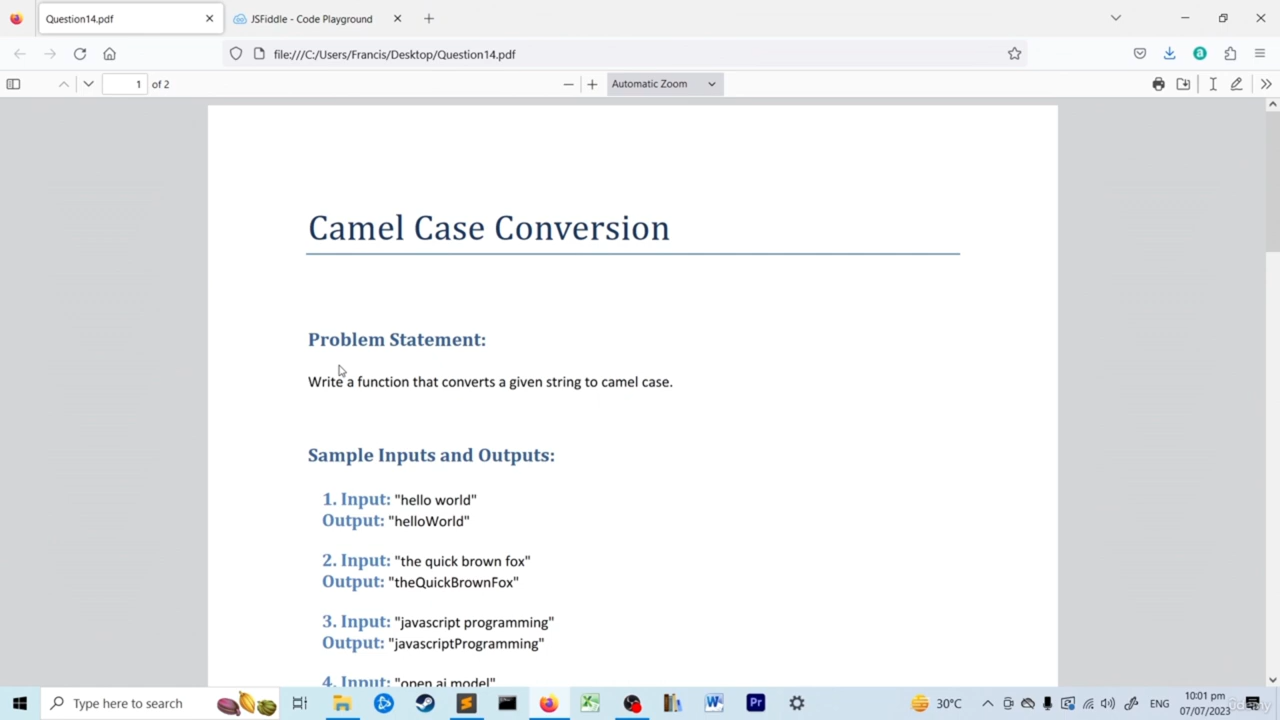 Question14.pdf
JSFiddle - Code Playground
file:///C:/Users/Francis/Desktop/Question14.pdf
1 of 2
Automatic Zoom
Camel Case Conversion
Problem Statement:
Write a function that converts a given string to camel case.
Sample Inputs and Outputs:
1. Input: "hello world"
Output: "helloWorld"
2. Input: "the quick brown fox"
Output: "theQuickBrownFox"
3. Input: "javascript programming"
Output: "javascriptProgramming"
4. Input: "open ai model"
Type here to search
30°C
ENG
10:01 pm
07/07/2023
udemy